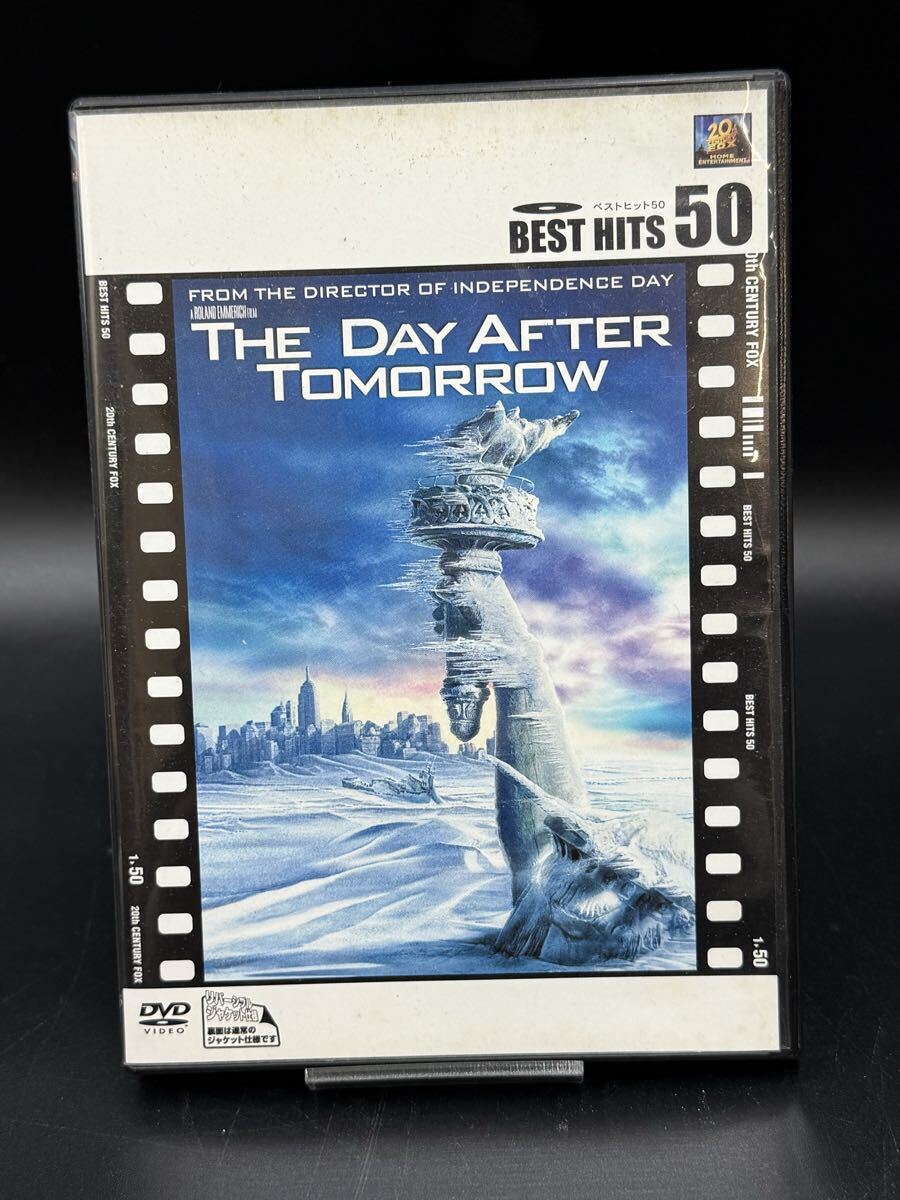 20th
CENTURY
FOX
HOME
ENTERTAINMENT
ベストヒット50
BEST HITS 50
FROM THE DIRECTOR OF INDEPENDENCE DAY
A ROLAND EMMERICH FILM
THE DAY AFTER
TOMORROW
BEST HITS 50
20th CENTURY FOX
1,50
20th CENTURY FOX
0th CENTURY FOX
BEST HITS 50
BEST HITS 50
1,50
DVD
VIDEO
リバーシブル
ジャケット仕様
裏面は通常の
ジャケット仕様です